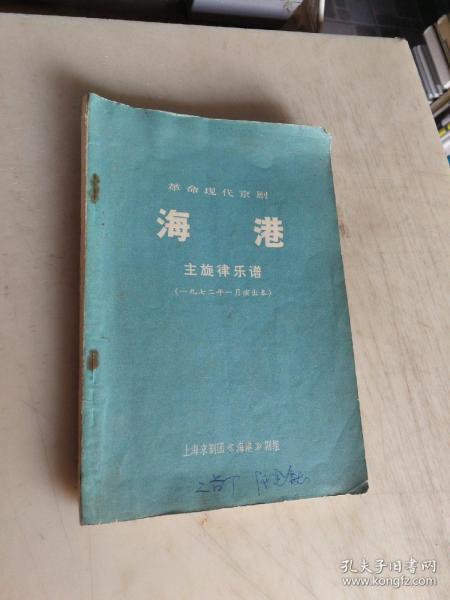 革命现代京剧
海 港
主旋律乐谱
(一九七二年一月演出本)
上海京剧团《海港》剧组
孔夫子旧书网
www.kongfz.com